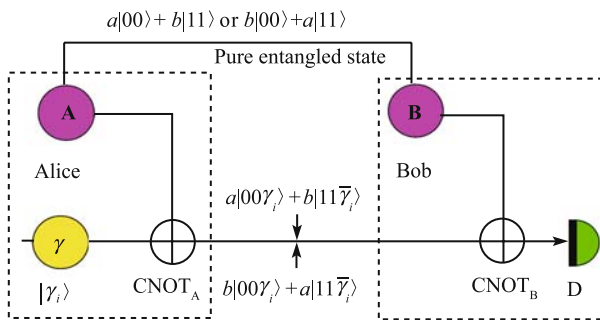 a|00⟩ + b|11⟩ or b|00⟩+a|11⟩
Pure entangled state
A
B
Alice
Bob
a|00γᵢ⟩ + b|11γ̅ᵢ⟩
γ
|γᵢ⟩
CNOT_A
b|00γᵢ⟩ + a|11γ̅ᵢ⟩
CNOT_B
D